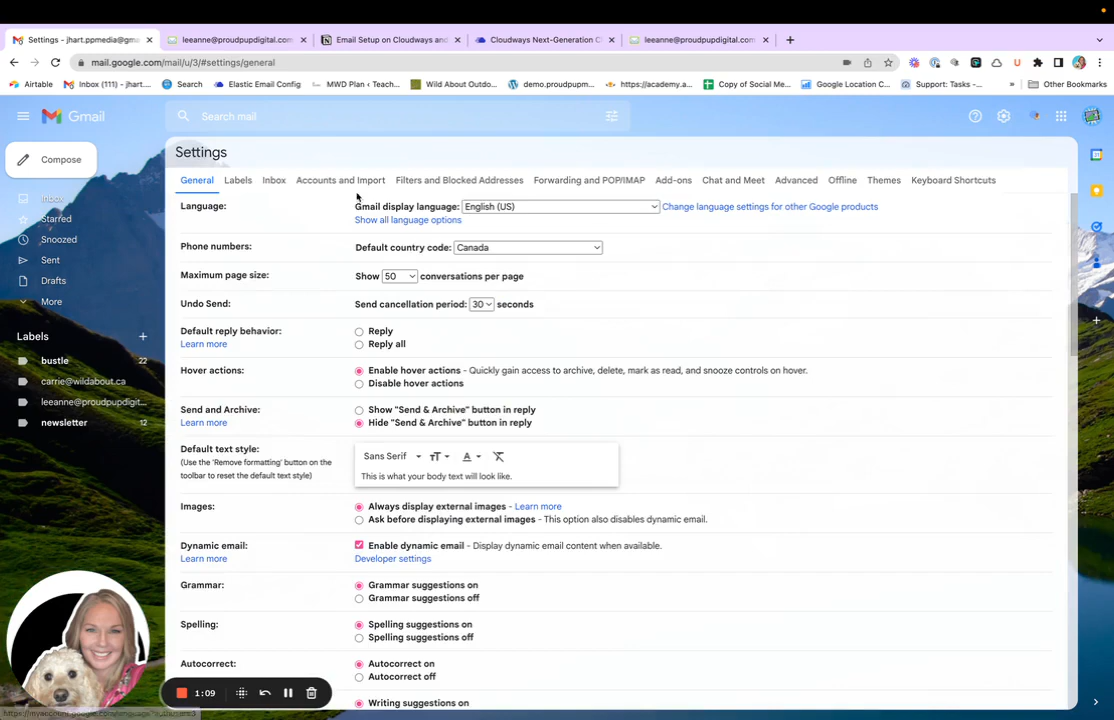 Settings - jhart.ppmedia@gma
leeanne@proudpupdigital.com
Email Setup on Cloudways and
Cloudways Next-Generation C
leeanne@proudpupdigital.com
mail.google.com/mail/u/3/#settings/general
Airtable
Inbox (111) - jhart....
Search
Elastic Email Config
MWD Plan ‹ Teach...
Wild About Outdo...
demo.proudpupm...
https://academy.a...
Copy of Social Me...
Google Location C...
Support: Tasks -...
»
Other Bookmarks
Gmail
Search mail
Compose
Inbox
Starred
Snoozed
Sent
Drafts
More
Labels
bustle 22
carrie@wildabout.ca
leeanne@proudpupdigit...
newsletter 12
Settings
General Labels Inbox Accounts and Import Filters and Blocked Addresses Forwarding and POP/IMAP Add-ons Chat and Meet Advanced Offline Themes Keyboard Shortcuts
Language: Gmail display language: English (US) Change language settings for other Google products
Show all language options
Phone numbers: Default country code: Canada
Maximum page size: Show 50 conversations per page
Undo Send: Send cancellation period: 30 seconds
Default reply behavior: Reply
Learn more Reply all
Hover actions: Enable hover actions - Quickly gain access to archive, delete, mark as read, and snooze controls on hover.
Disable hover actions
Send and Archive: Show "Send & Archive" button in reply
Learn more Hide "Send & Archive" button in reply
Default text style: Sans Serif
(Use the 'Remove formatting' button on the
toolbar to reset the default text style) This is what your body text will look like.
Images: Always display external images - Learn more
Ask before displaying external images - This option also disables dynamic email.
Dynamic email: Enable dynamic email - Display dynamic email content when available.
Learn more Developer settings
Grammar: Grammar suggestions on
Grammar suggestions off
Spelling: Spelling suggestions on
Spelling suggestions off
Autocorrect: Autocorrect on
Autocorrect off
Writing suggestions on
1:09